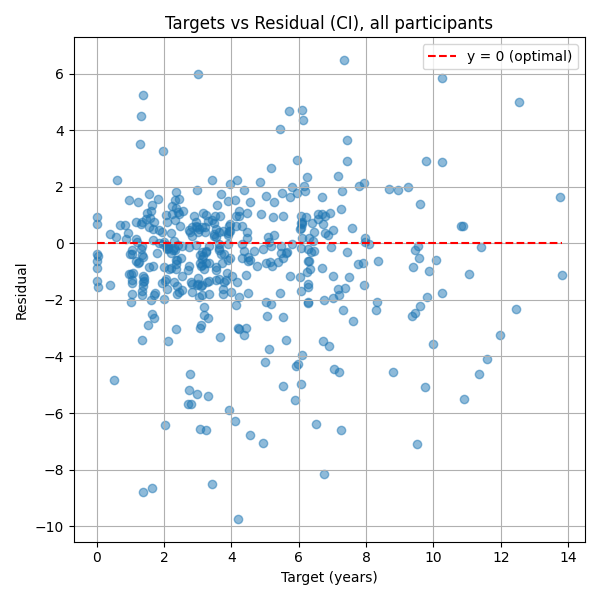 Targets vs Residual (CI), all participants
y = 0 (optimal)
6
4
2
0
−2
−4
−6
−8
−10
Residual
0 2 4 6 8 10 12 14
Target (years)